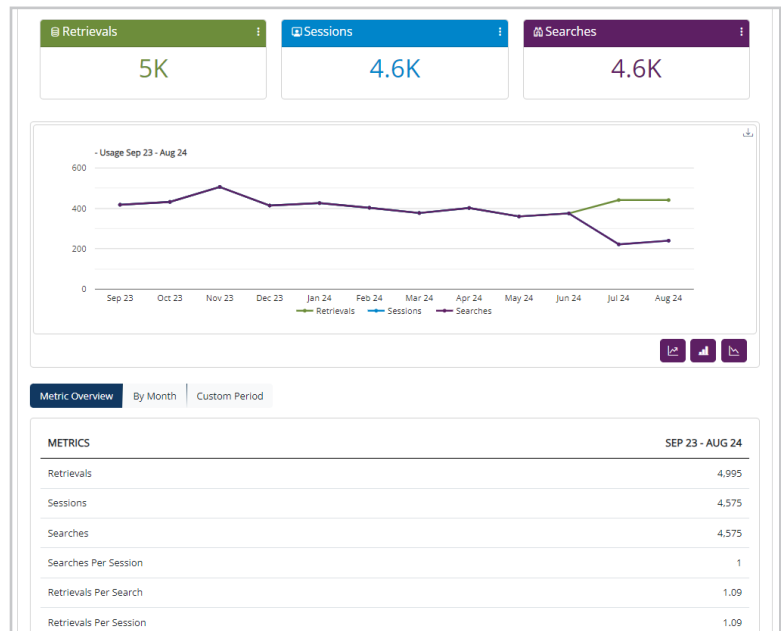 Retrievals
Sessions
Searches
5K
4.6K
4.6K
- Usage Sep 23 - Aug 24
600
400
200
0
Sep 23 Oct 23 Nov 23 Dec 23 Jan 24 Feb 24 Mar 24 Apr 24 May 24 Jun 24 Jul 24 Aug 24
Retrievals Sessions Searches
Metric Overview By Month Custom Period
METRICS SEP 23 - AUG 24
Retrievals 4,995
Sessions 4,575
Searches 4,575
Searches Per Session 1
Retrievals Per Search 1.09
Retrievals Per Session 1.09